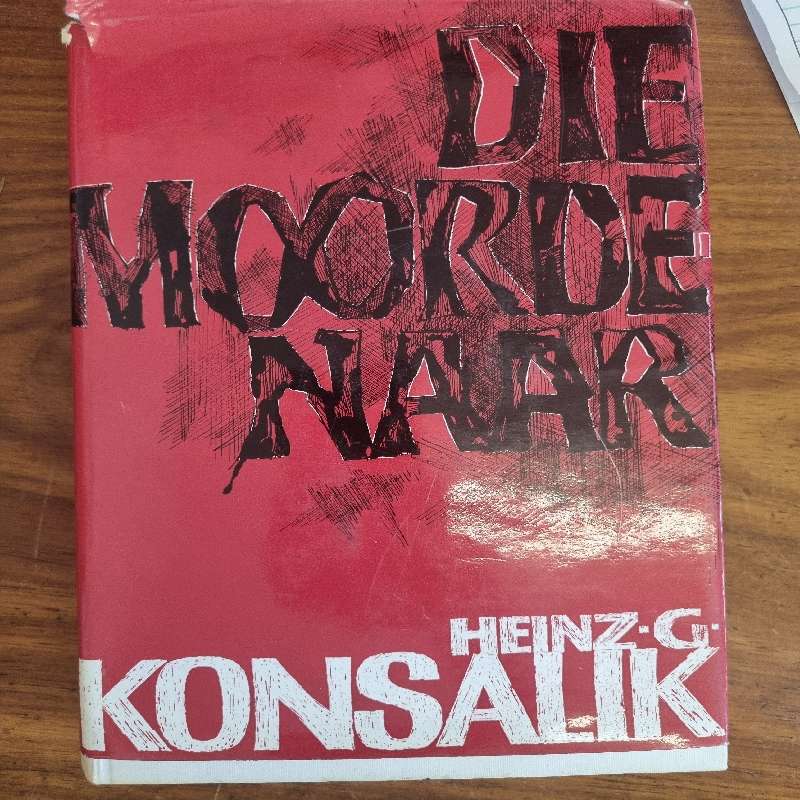 DIE
MOORDE
NAAR
HEINZ·G·
KONSALIK